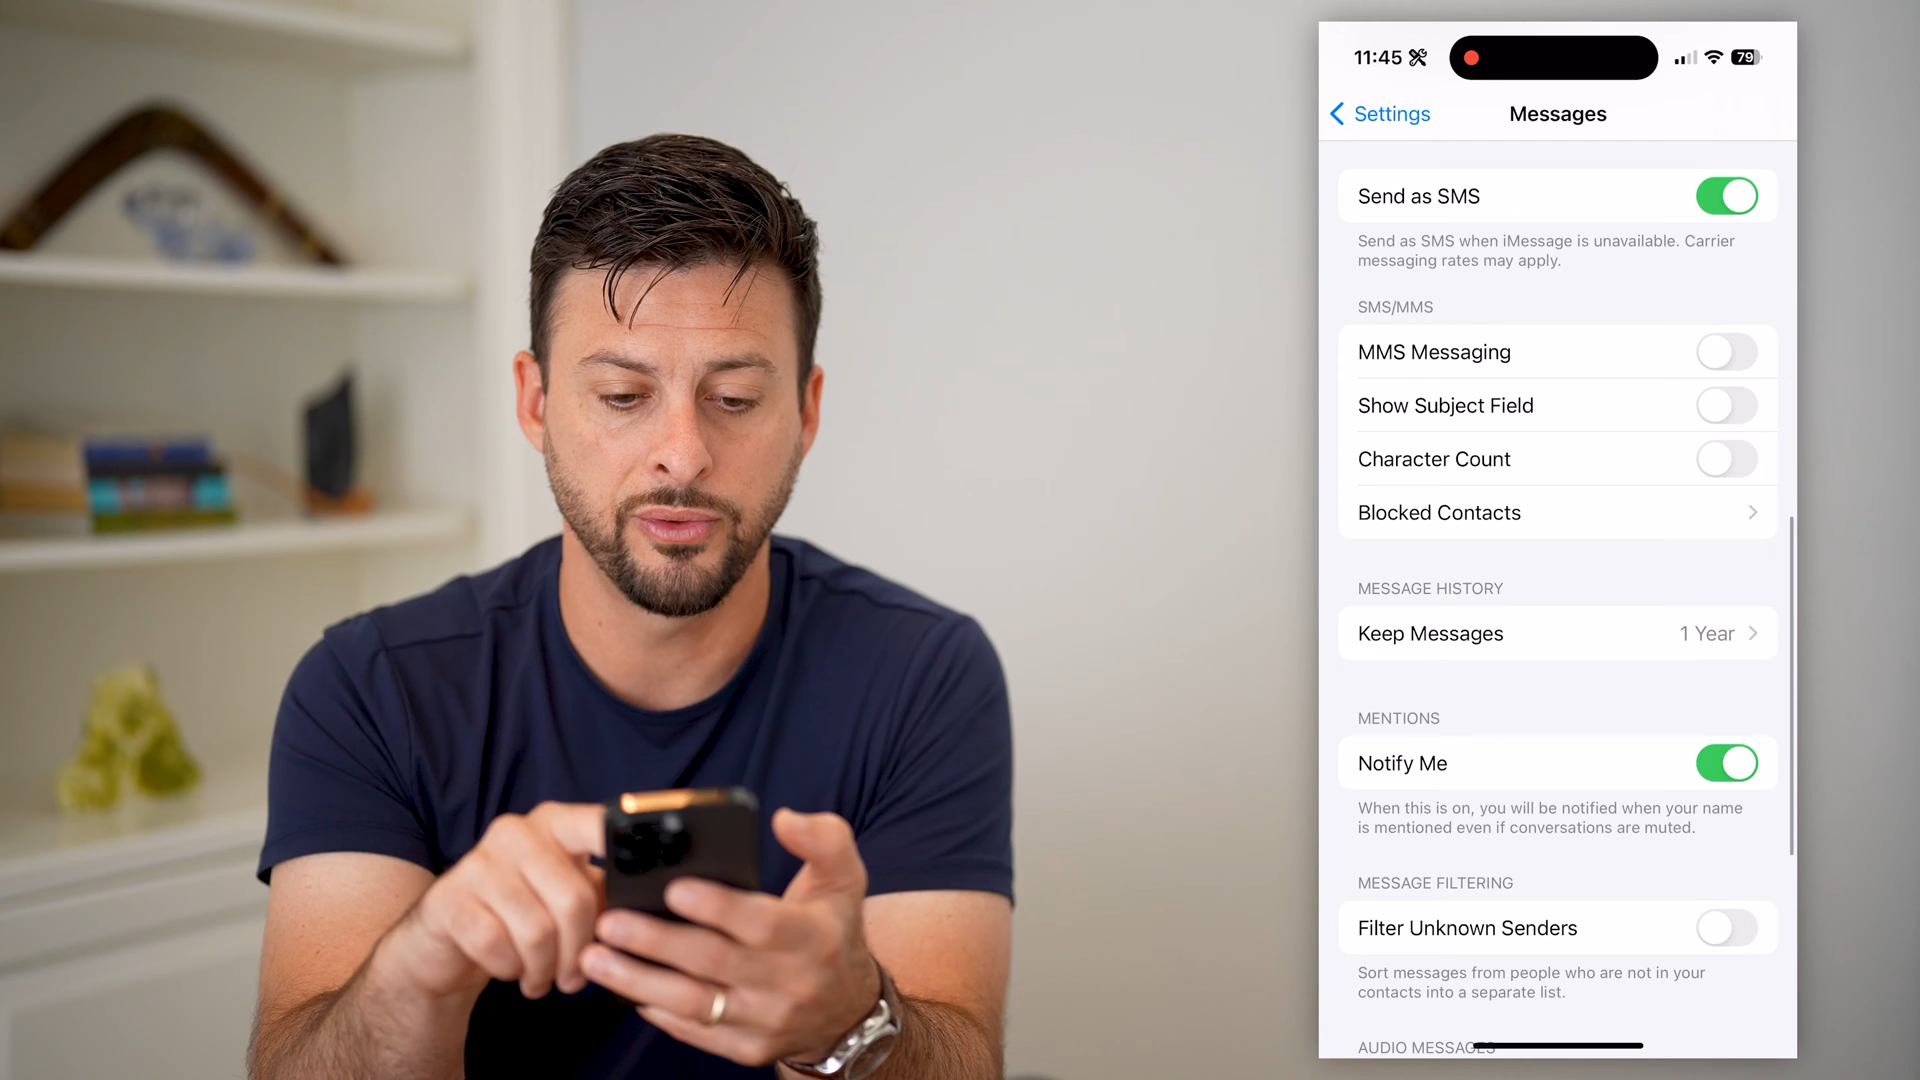 11:45
79
Settings
Messages
Send as SMS
Send as SMS when iMessage is unavailable. Carrier
messaging rates may apply.
SMS/MMS
MMS Messaging
Show Subject Field
Character Count
Blocked Contacts
MESSAGE HISTORY
Keep Messages
1 Year
MENTIONS
Notify Me
When this is on, you will be notified when your name
is mentioned even if conversations are muted.
MESSAGE FILTERING
Filter Unknown Senders
Sort messages from people who are not in your
contacts into a separate list.
AUDIO MESSAGES